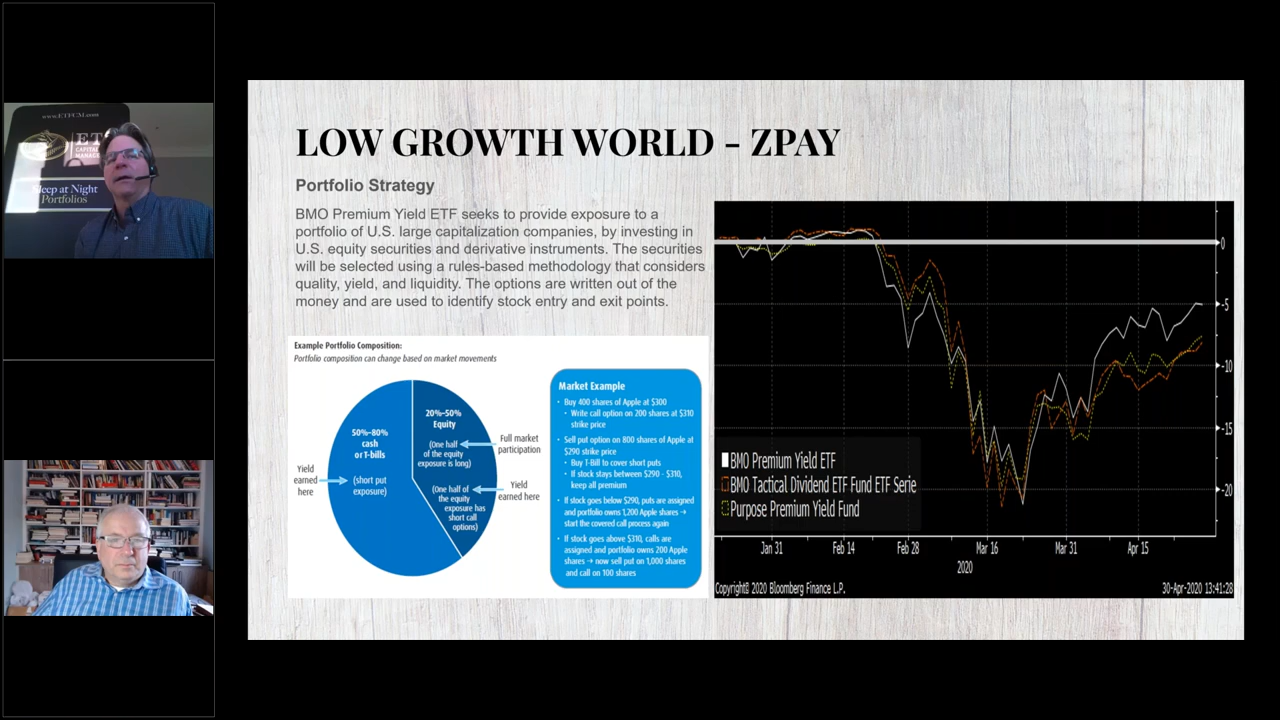 www.ETFCM.com
ET
CAPITAL
Sleep at Night
Portfolios
LOW GROWTH WORLD - ZPAY
Portfolio Strategy
BMO Premium Yield ETF seeks to provide exposure to a
portfolio of U.S. large capitalization companies, by investing in
U.S. equity securities and derivative instruments. The securities
will be selected using a rules-based methodology that considers
quality, yield, and liquidity. The options are written out of the
money and are used to identify stock entry and exit points.
Example Portfolio Composition:
Portfolio composition can change based on market movements
50%-80%
cash
or T-bills
(short put
exposure)
Yield
earned
here
20%-50%
Equity
(One half
of the equity
exposure is long)
Full market
participation
(One half of
the equity
exposure has
short call
options)
Yield
earned here
Market Example
• Buy 400 shares of Apple at $300
• Write call option on 200 shares at $310
strike price
• Sell put option on 800 shares of Apple at
$290 strike price
• Buy T-Bill to cover short puts
• If stock stays between $290 - $310,
keep all premium
• If stock goes below $290, puts are assigned
and portfolio owns 1,200 Apple shares →
start the covered call process again
• If stock goes above $310, calls are
assigned and portfolio owns 200 Apple
shares → now sell put on 1,000 shares
and call on 100 shares
0
-5
-10
-15
-20
BMO Premium Yield ETF
BMO Tactical Dividend ETF Fund ETF Serie
Purpose Premium Yield Fund
Jan 31
Feb 14
Feb 28
Mar 16
Mar 31
Apr 15
2020
Copyright© 2020 Bloomberg Finance L.P.
30-Apr-2020 13:41:28